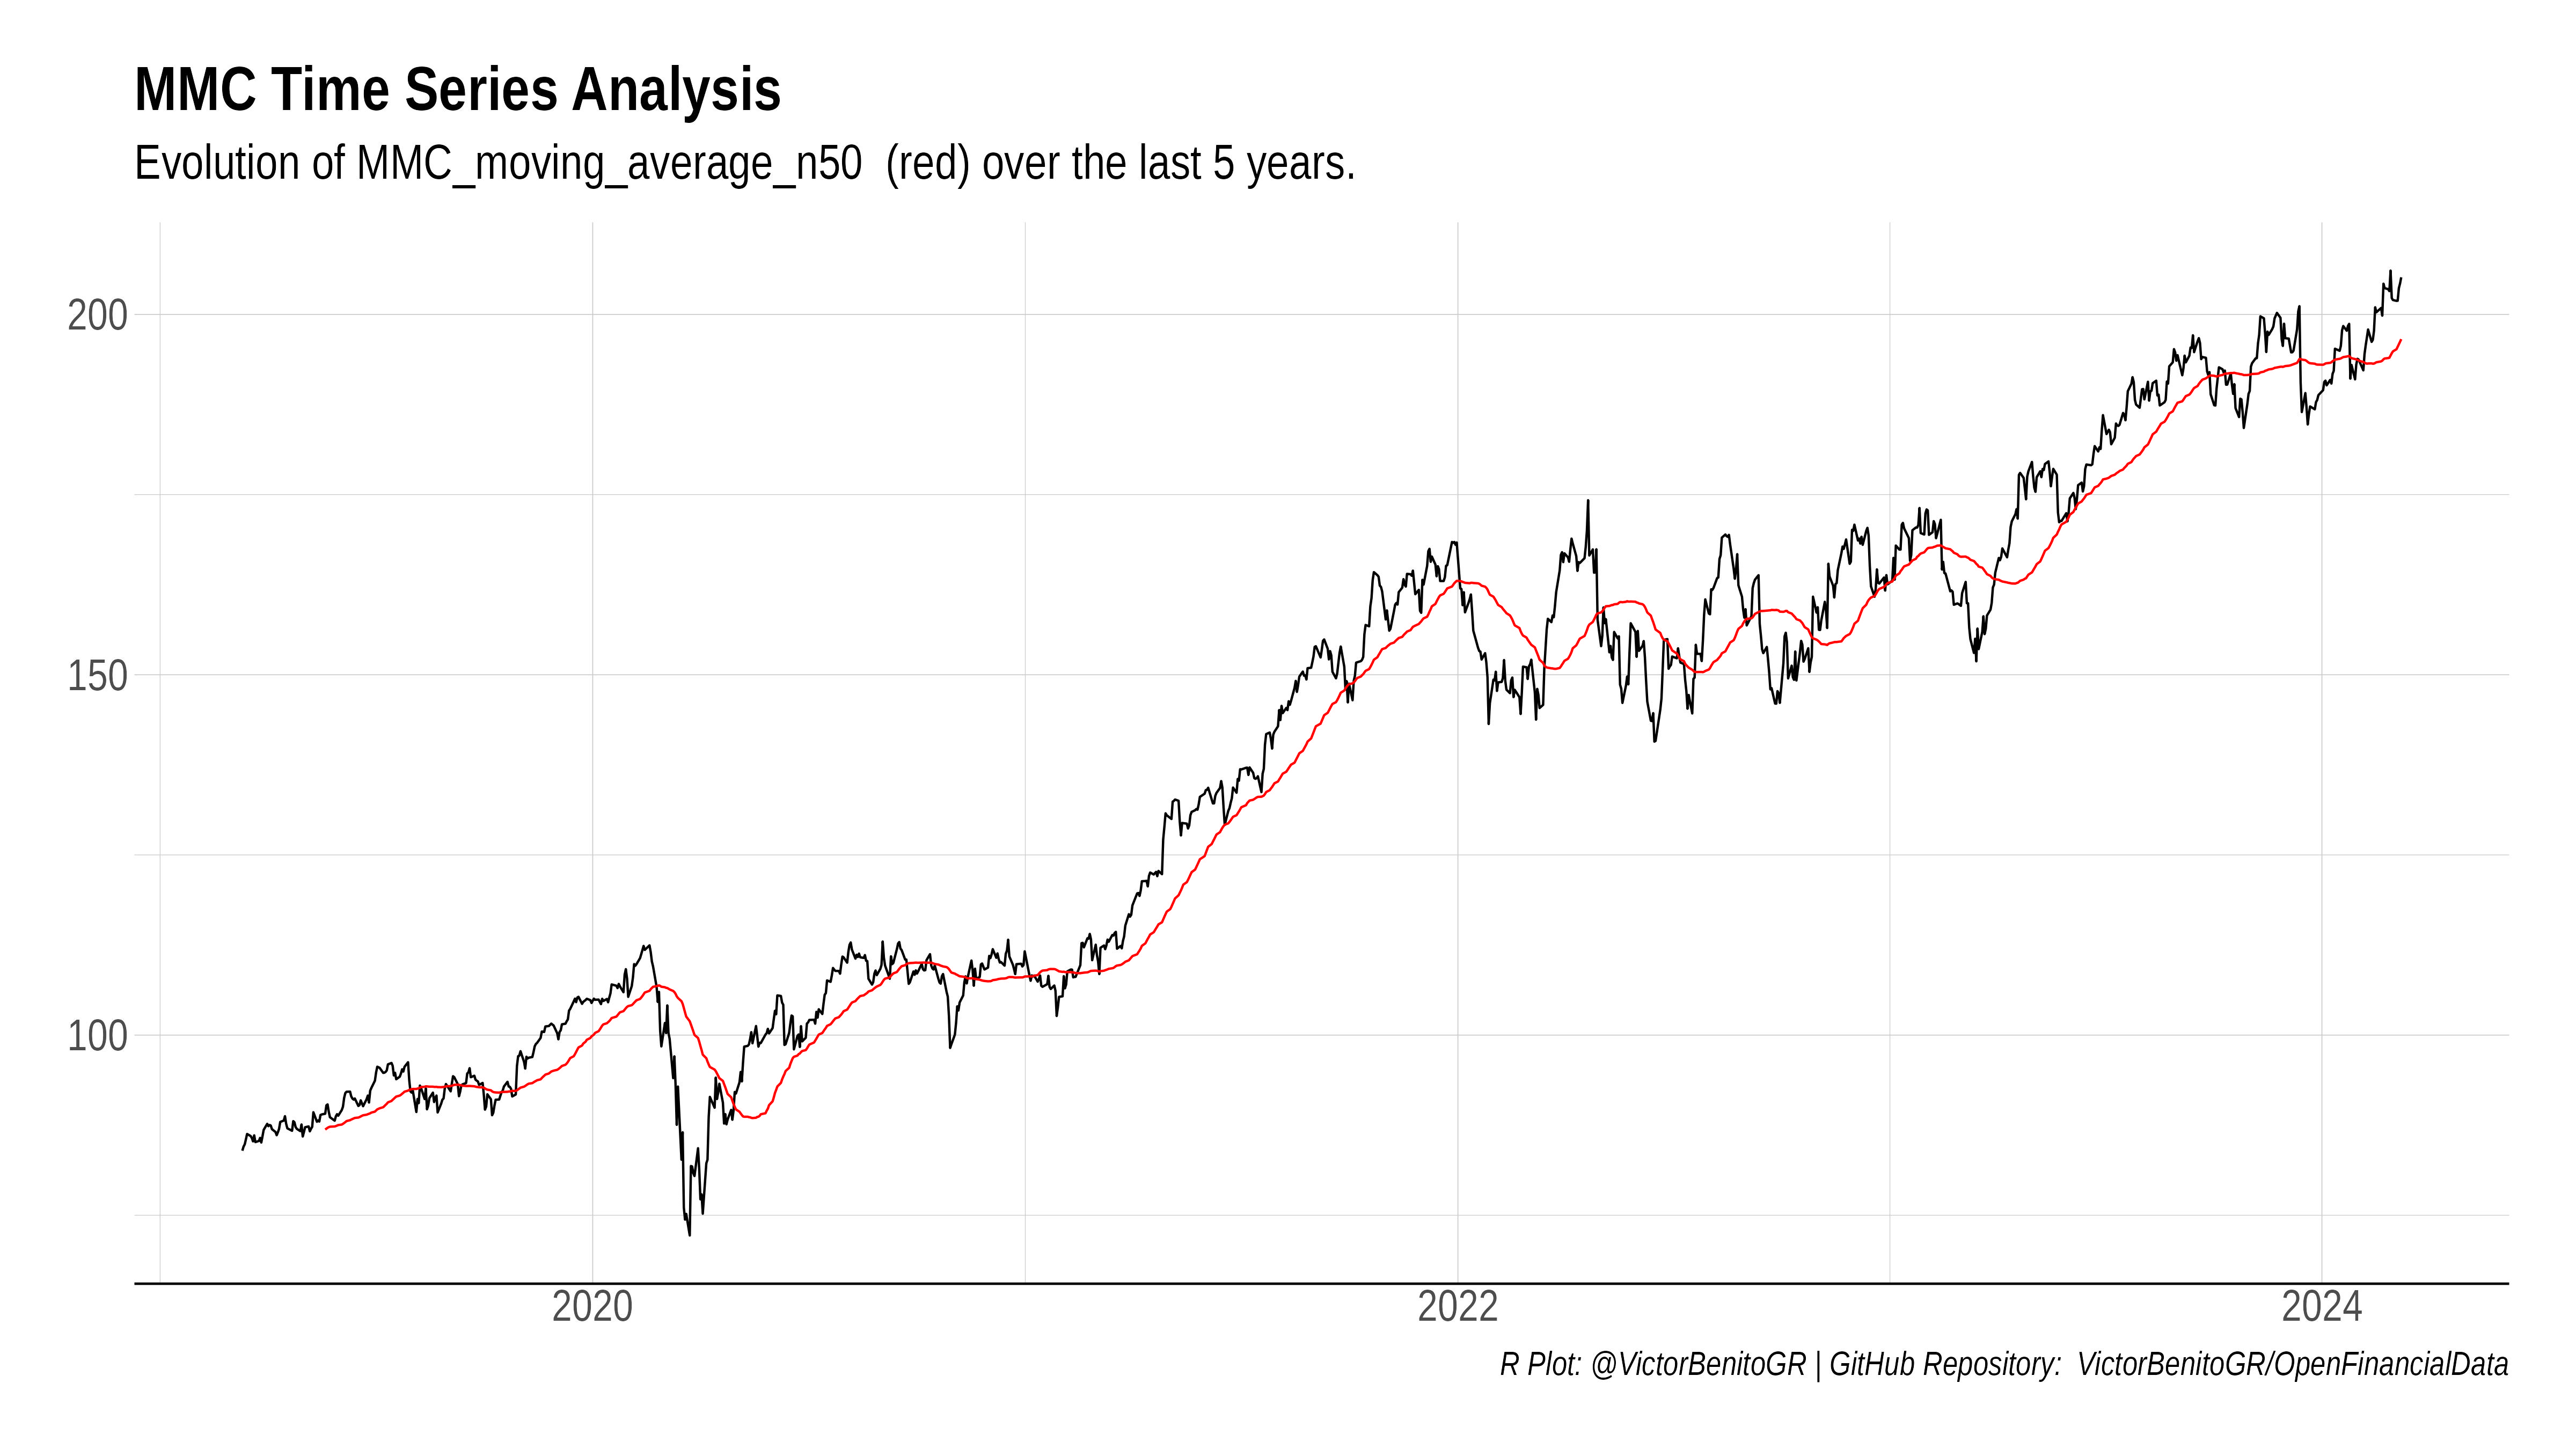 MMC Time Series Analysis
Evolution of MMC_moving_average_n50  (red) over the last 5 years.
200
150
100
2020
2022
2024
R Plot: @VictorBenitoGR | GitHub Repository:  VictorBenitoGR/OpenFinancialData